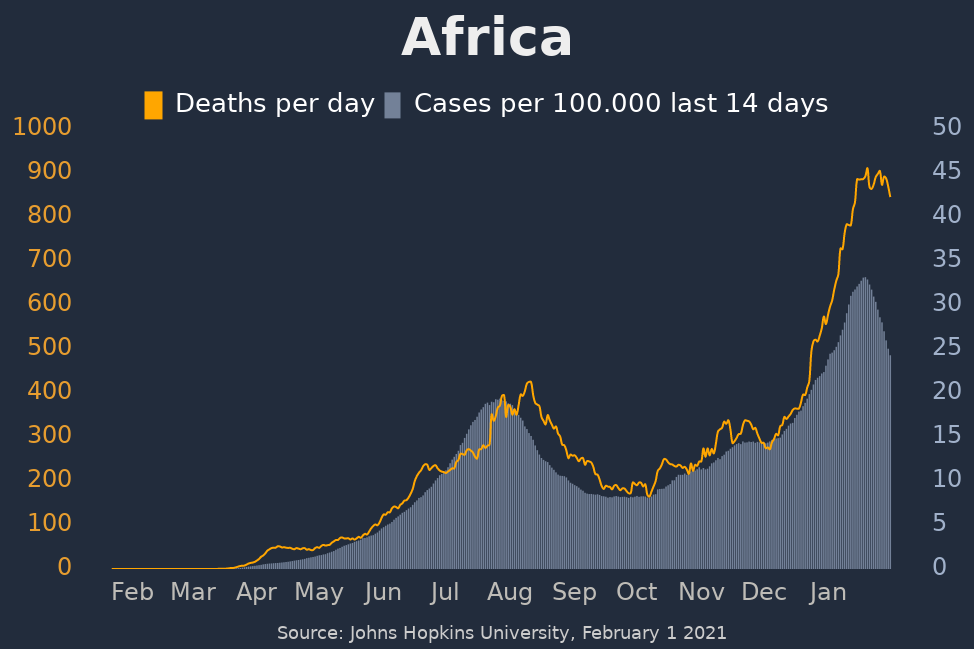 Africa
Deaths per day Cases per 100.000 last 14 days
1000 50
900 45
800 40
700 35
600 30
500 25
400 20
300 15
200 10
100 5
0 0
Feb Mar Apr May Jun Jul Aug Sep Oct Nov Dec Jan
Source: Johns Hopkins University, February 1 2021